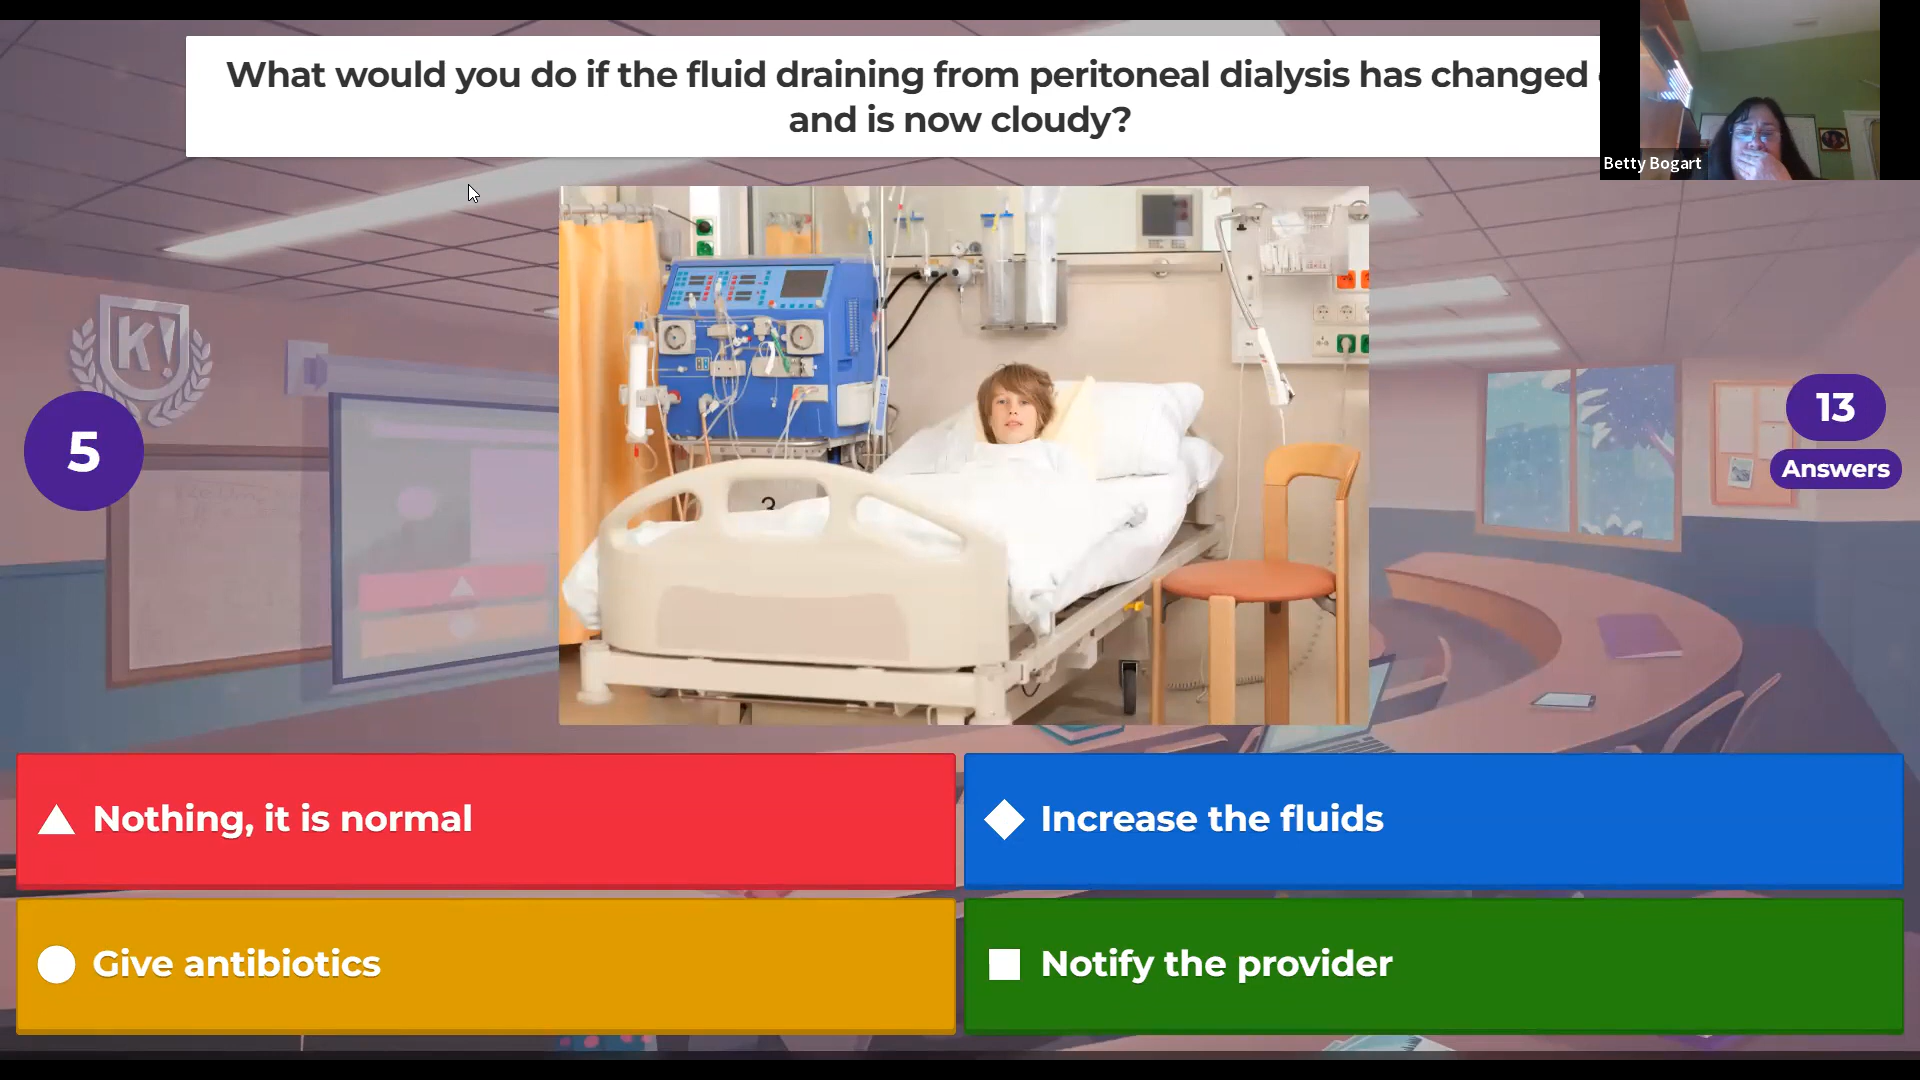 What would you do if the fluid draining from peritoneal dialysis has changed
and is now cloudy?
Betty Bogart
K!
3
5
13
Answers
Nothing, it is normal
Increase the fluids
Give antibiotics
Notify the provider